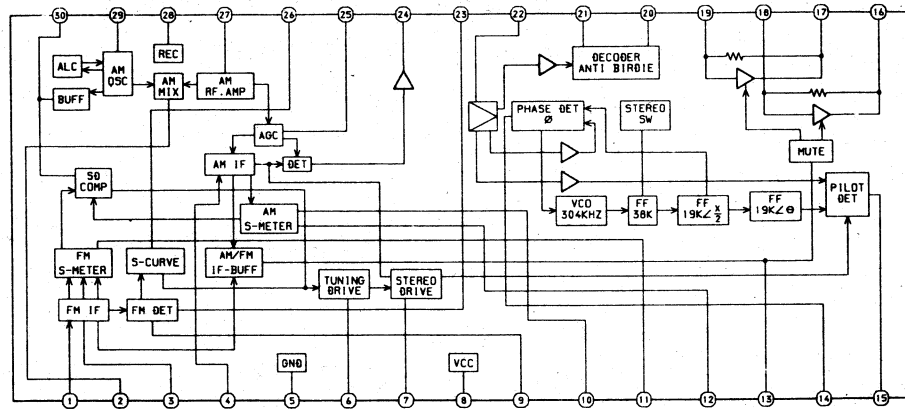 30 29 28 27 26 25 24 23 22 21 20 19 18 17 16
REC
ALC
AM
OSC
AM
MIX
AM
RF.AMP
BUFF
DECODER
ANTI BIRDIE
PHASE DET
Ø
STEREO
SW
AGC
AM IF
DET
MUTE
SD
COMP
AM
S-METER
VCO
304KHZ
FF
38K
FF
19K∠π/2
FF
19K∠θ
PILOT
DET
FM
S-METER
S-CURVE
AM/FM
IF-BUFF
TUNING
DRIVE
STEREO
DRIVE
FM IF
FM DET
GND
VCC
1 2 3 4 5 6 7 8 9 10 11 12 13 14 15